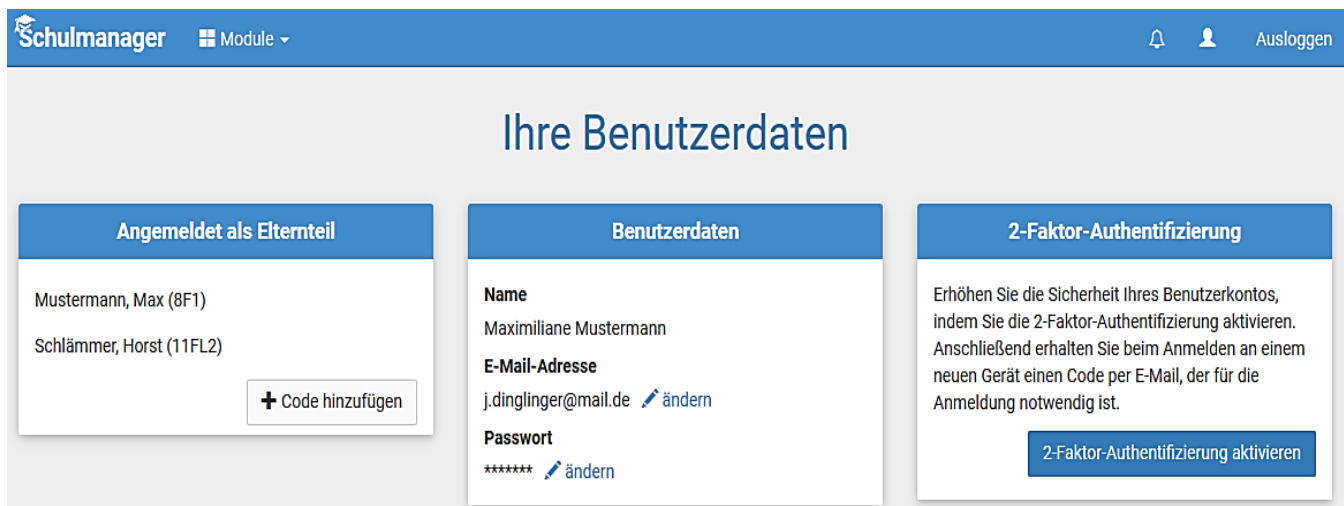 Schulmanager Module Ausloggen
Ihre Benutzerdaten
Angemeldet als Elternteil
Mustermann, Max (8F1)
Schlämmer, Horst (11FL2)
Code hinzufügen
Benutzerdaten
Name
Maximiliane Mustermann
E-Mail-Adresse
j.dinglinger@mail.de ändern
Passwort
******* ändern
2-Faktor-Authentifizierung
Erhöhen Sie die Sicherheit Ihres Benutzerkontos,
indem Sie die 2-Faktor-Authentifizierung aktivieren.
Anschließend erhalten Sie beim Anmelden an einem
neuen Gerät einen Code per E-Mail, der für die
Anmeldung notwendig ist.
2-Faktor-Authentifizierung aktivieren